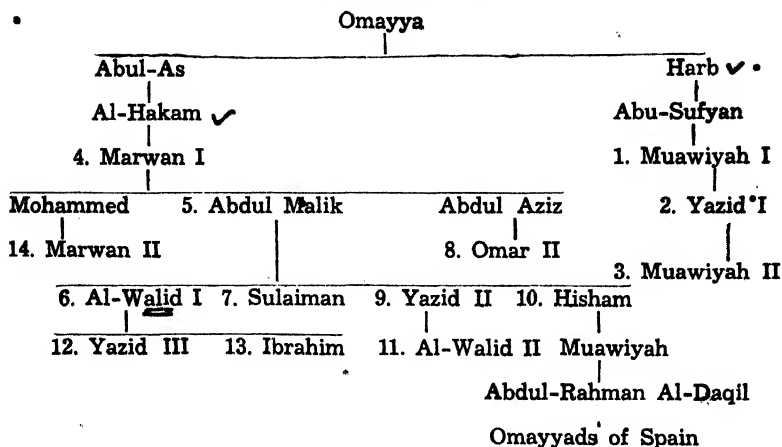 Omayya
Abul-As Harb
Al-Hakam Abu-Sufyan
4. Marwan I 1. Muawiyah I
Mohammed 5. Abdul Malik Abdul Aziz 2. Yazid I
14. Marwan II 8. Omar II
3. Muawiyah II
6. Al-Walid I 7. Sulaiman 9. Yazid II 10. Hisham
12. Yazid III 13. Ibrahim 11. Al-Walid II Muawiyah
Abdul-Rahman Al-Daqil
Omayyads of Spain